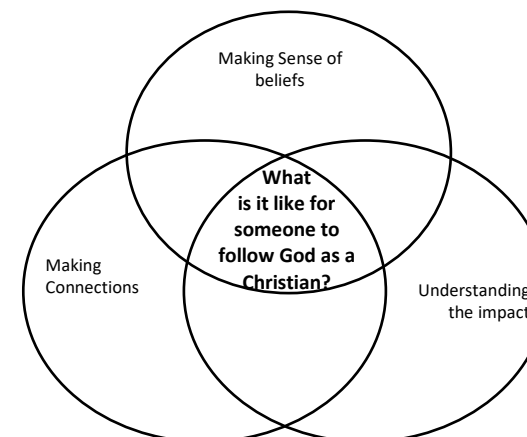 Making Sense of
beliefs
What
is it like for
someone to
follow God as a
Christian?
Making
Connections
Understanding
the impact